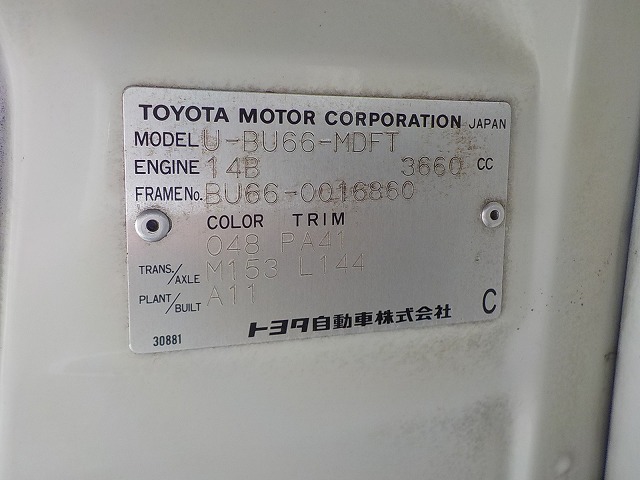 TOYOTA MOTOR CORPORATION JAPAN
MODEL U-BU66-MDFT
ENGINE 14B 3660 CC
FRAME No. BU66-0016860
COLOR TRIM
048 PA41
TRANS./AXLE M153 L144
PLANT/BUILT A11
C
トヨタ自動車株式会社
30881